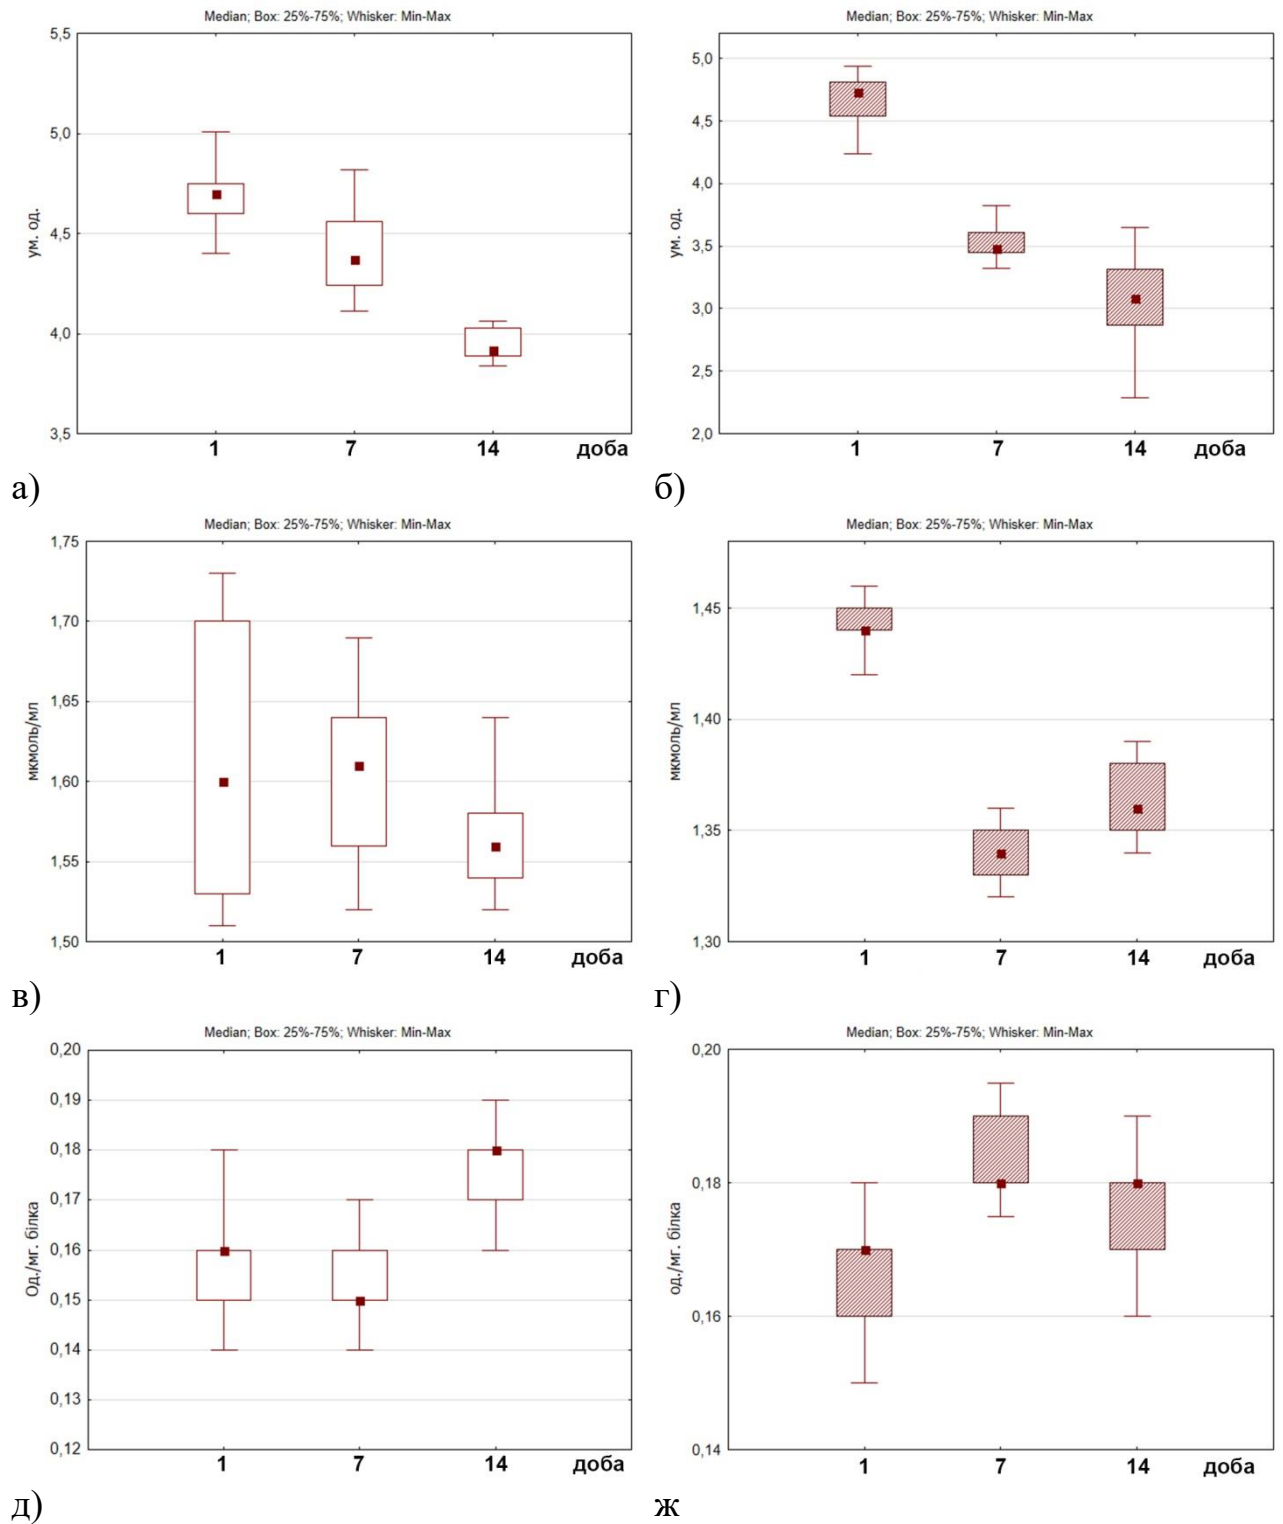 Median; Box: 25%-75%; Whisker: Min-Max
5,5
5,0
4,5
4,0
3,5
ум. од.
1 7 14 доба
а)
Median; Box: 25%-75%; Whisker: Min-Max
5,0
4,5
4,0
3,5
3,0
2,5
2,0
ум. од.
1 7 14 доба
б)
Median; Box: 25%-75%; Whisker: Min-Max
1,75
1,70
1,65
1,60
1,55
1,50
мкмоль/мл
1 7 14 доба
в)
Median; Box: 25%-75%; Whisker: Min-Max
1,45
1,40
1,35
1,30
мкмоль/мл
1 7 14 доба
г)
Median; Box: 25%-75%; Whisker: Min-Max
0,20
0,19
0,18
0,17
0,16
0,15
0,14
0,13
0,12
Од./мг. білка
1 7 14 доба
д)
Median; Box: 25%-75%; Whisker: Min-Max
0,20
0,18
0,16
0,14
од./мг. білка
1 7 14 доба
ж